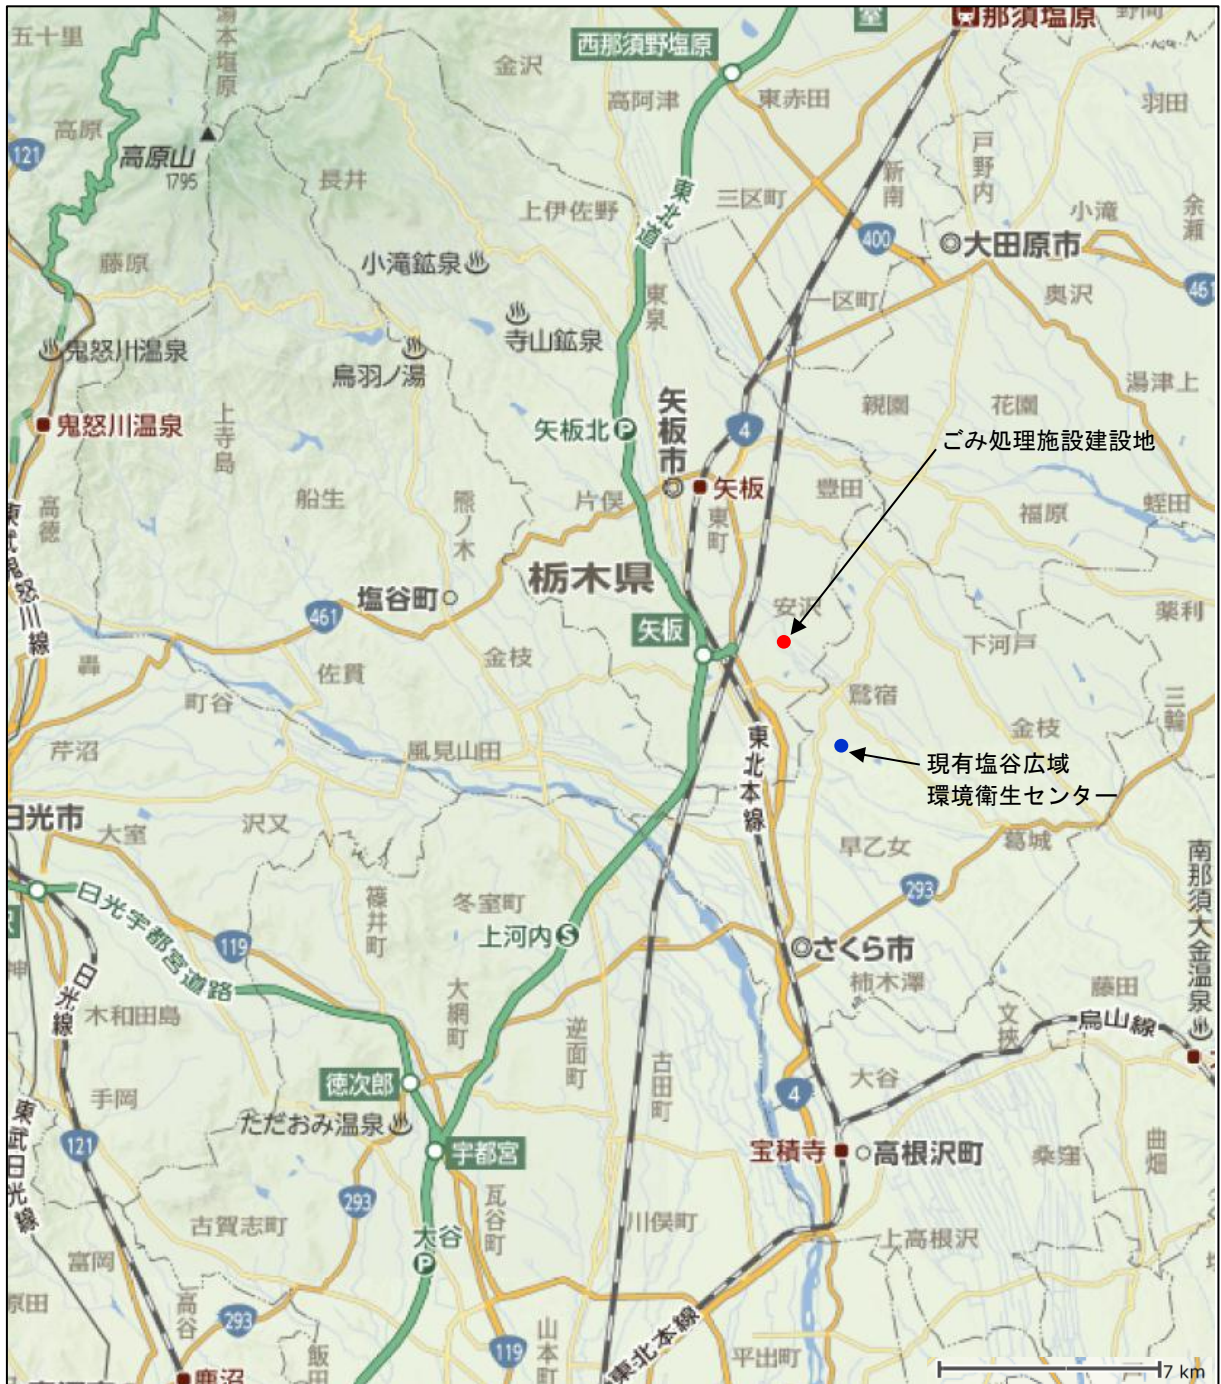 五十里
湯本塩原
金沢
西那須野塩原
室
那須塩原
野間
高阿津
東赤田
羽田
高原
121
高原山
1795
長井
上伊佐野
東北道
三区町
新南
戸野内
小滝
余瀬
400
大田原市
461
奥沢
藤原
小滝鉱泉
東泉
一区町
寺山鉱泉
鬼怒川温泉
鳥羽ノ湯
湯津上
鬼怒川温泉
上寺島
矢板北
P
矢板市
4
親園
花園
ごみ処理施設建設地
高徳
船生
熊ノ木
片俣
矢板
東町
豊田
福原
蛭田
東武鬼怒川線
栃木県
塩谷町
461
矢板
安沢
下河戸
薬利
轟
佐貫
金枝
町谷
鷲宿
金枝
三輪
芹沼
風見山田
東北本線
現有塩谷広域
環境衛生センター
日光市
大室
沢又
早乙女
葛城
293
南那須大金温泉
日光宇都宮道路
119
篠井町
冬室町
上河内
S
さくら市
柿木澤
神
日光線
木和田島
大網町
逆面町
古田町
文挾
藤田
烏山線
手岡
徳次郎
ただおみ温泉
4
大谷
東武日光線
121
宇都宮
宝積寺
高根沢町
桑窪
曲畑
293
瓦谷町
古賀志町
大谷
P
川俣町
上高根沢
富岡
原田
高谷
293
飯田
119
山本町
東北本線
平出町
鹿沼
7 km